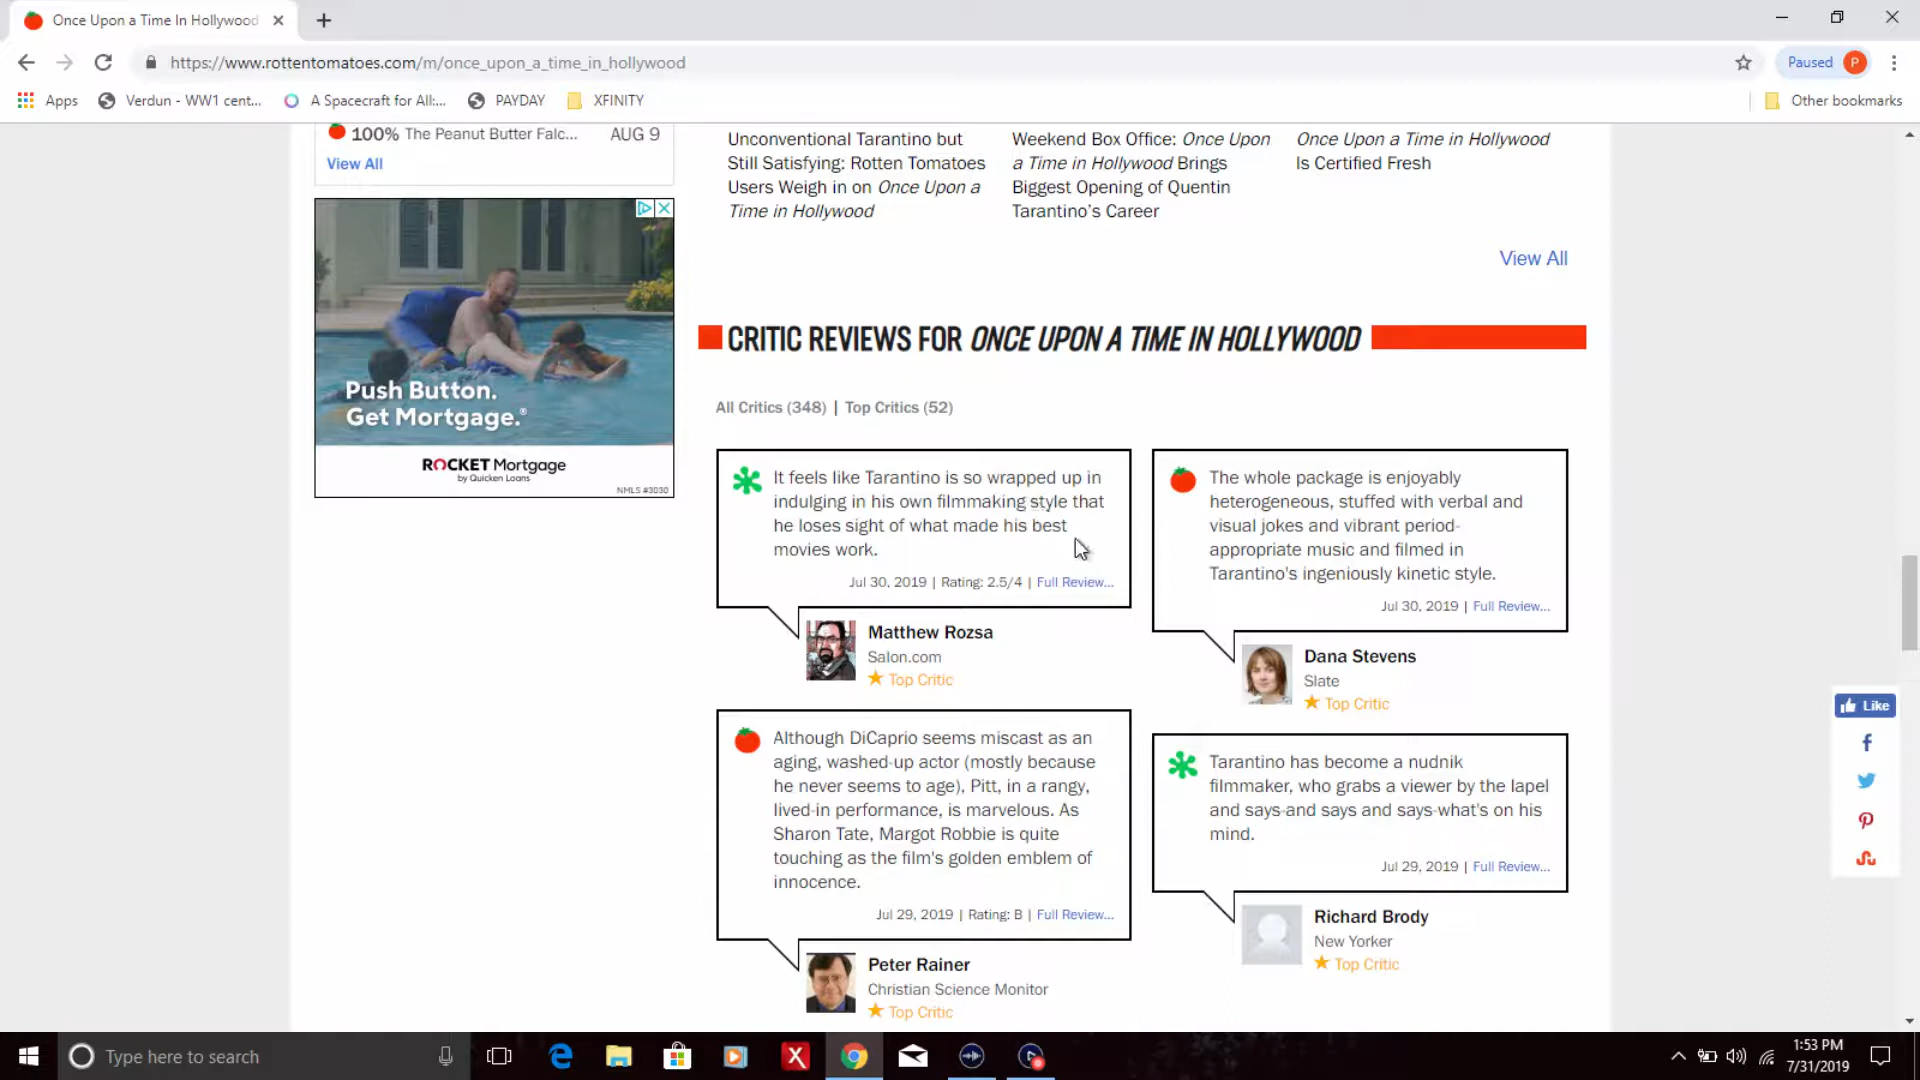 Once Upon a Time In Hollywood
https://www.rottentomatoes.com/m/once_upon_a_time_in_hollywood
Paused P
Apps
Verdun - WW1 cent...
A Spacecraft for All:...
PAYDAY
XFINITY
Other bookmarks
100% The Peanut Butter Falc... AUG 9
View All
Push Button.
Get Mortgage.®
ROCKET Mortgage
by Quicken Loans
NMLS #3030
Unconventional Tarantino but
Still Satisfying: Rotten Tomatoes
Users Weigh in on Once Upon a
Time in Hollywood
Weekend Box Office: Once Upon
a Time in Hollywood Brings
Biggest Opening of Quentin
Tarantino's Career
Once Upon a Time in Hollywood
Is Certified Fresh
View All
CRITIC REVIEWS FOR ONCE UPON A TIME IN HOLLYWOOD
All Critics (348) | Top Critics (52)
It feels like Tarantino is so wrapped up in
indulging in his own filmmaking style that
he loses sight of what made his best
movies work.
Jul 30, 2019 | Rating: 2.5/4 | Full Review...
Matthew Rozsa
Salon.com
Top Critic
The whole package is enjoyably
heterogeneous, stuffed with verbal and
visual jokes and vibrant period-
appropriate music and filmed in
Tarantino's ingeniously kinetic style.
Jul 30, 2019 | Full Review...
Dana Stevens
Slate
Top Critic
Although DiCaprio seems miscast as an
aging, washed-up actor (mostly because
he never seems to age), Pitt, in a rangy,
lived-in performance, is marvelous. As
Sharon Tate, Margot Robbie is quite
touching as the film's golden emblem of
innocence.
Jul 29, 2019 | Rating: B | Full Review...
Peter Rainer
Christian Science Monitor
Top Critic
Tarantino has become a nudnik
filmmaker, who grabs a viewer by the lapel
and says-and says and says-what's on his
mind.
Jul 29, 2019 | Full Review...
Richard Brody
New Yorker
Top Critic
Like
Type here to search
1:53 PM
7/31/2019